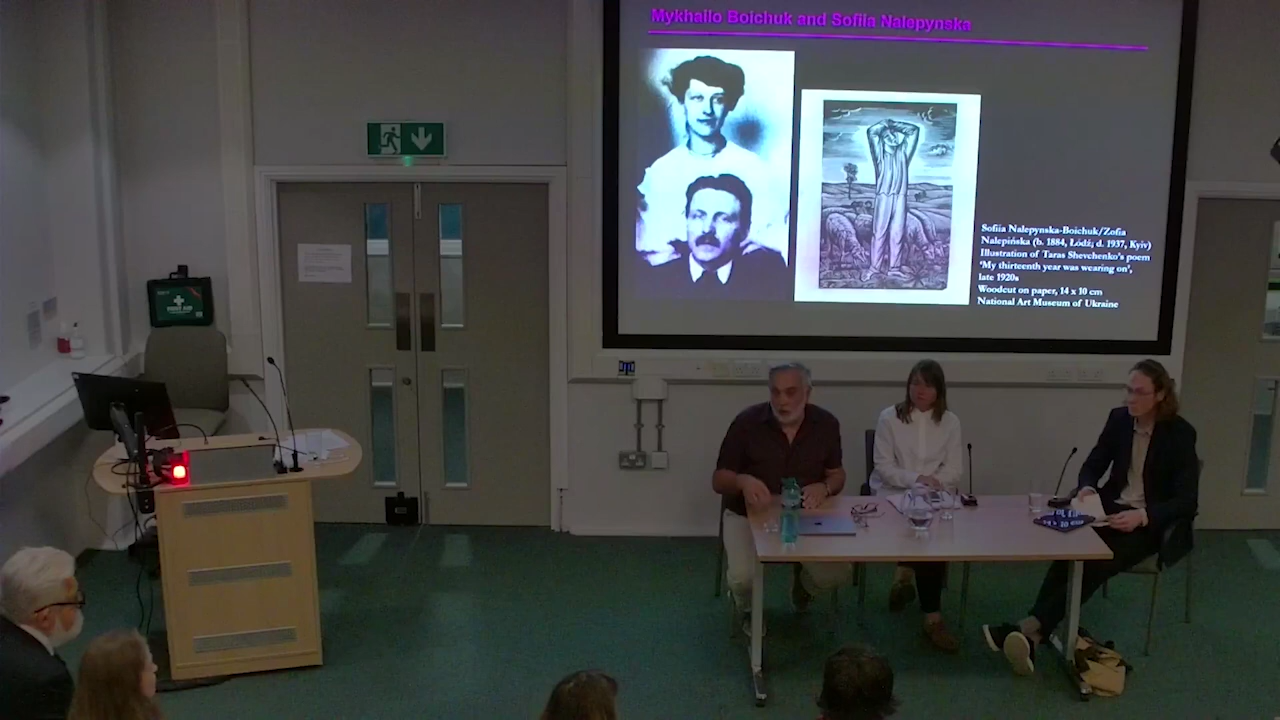 Mykhailo Boichuk and Sofiia Nalepynska
Sofiia Nalepynska-Boichuk/Zofia
Nalepińska (b. 1884, Łódź; d. 1937, Kyiv)
Illustration of Taras Shevchenko's poem
'My thirteenth year was wearing on',
late 1920s
Woodcut on paper, 14 x 10 cm
National Art Museum of Ukraine